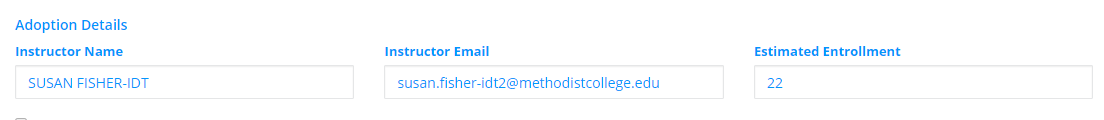 Adoption Details
Instructor Name Instructor Email Estimated Entrollment
SUSAN FISHER-IDT susan.fisher-idt2@methodistcollege.edu 22